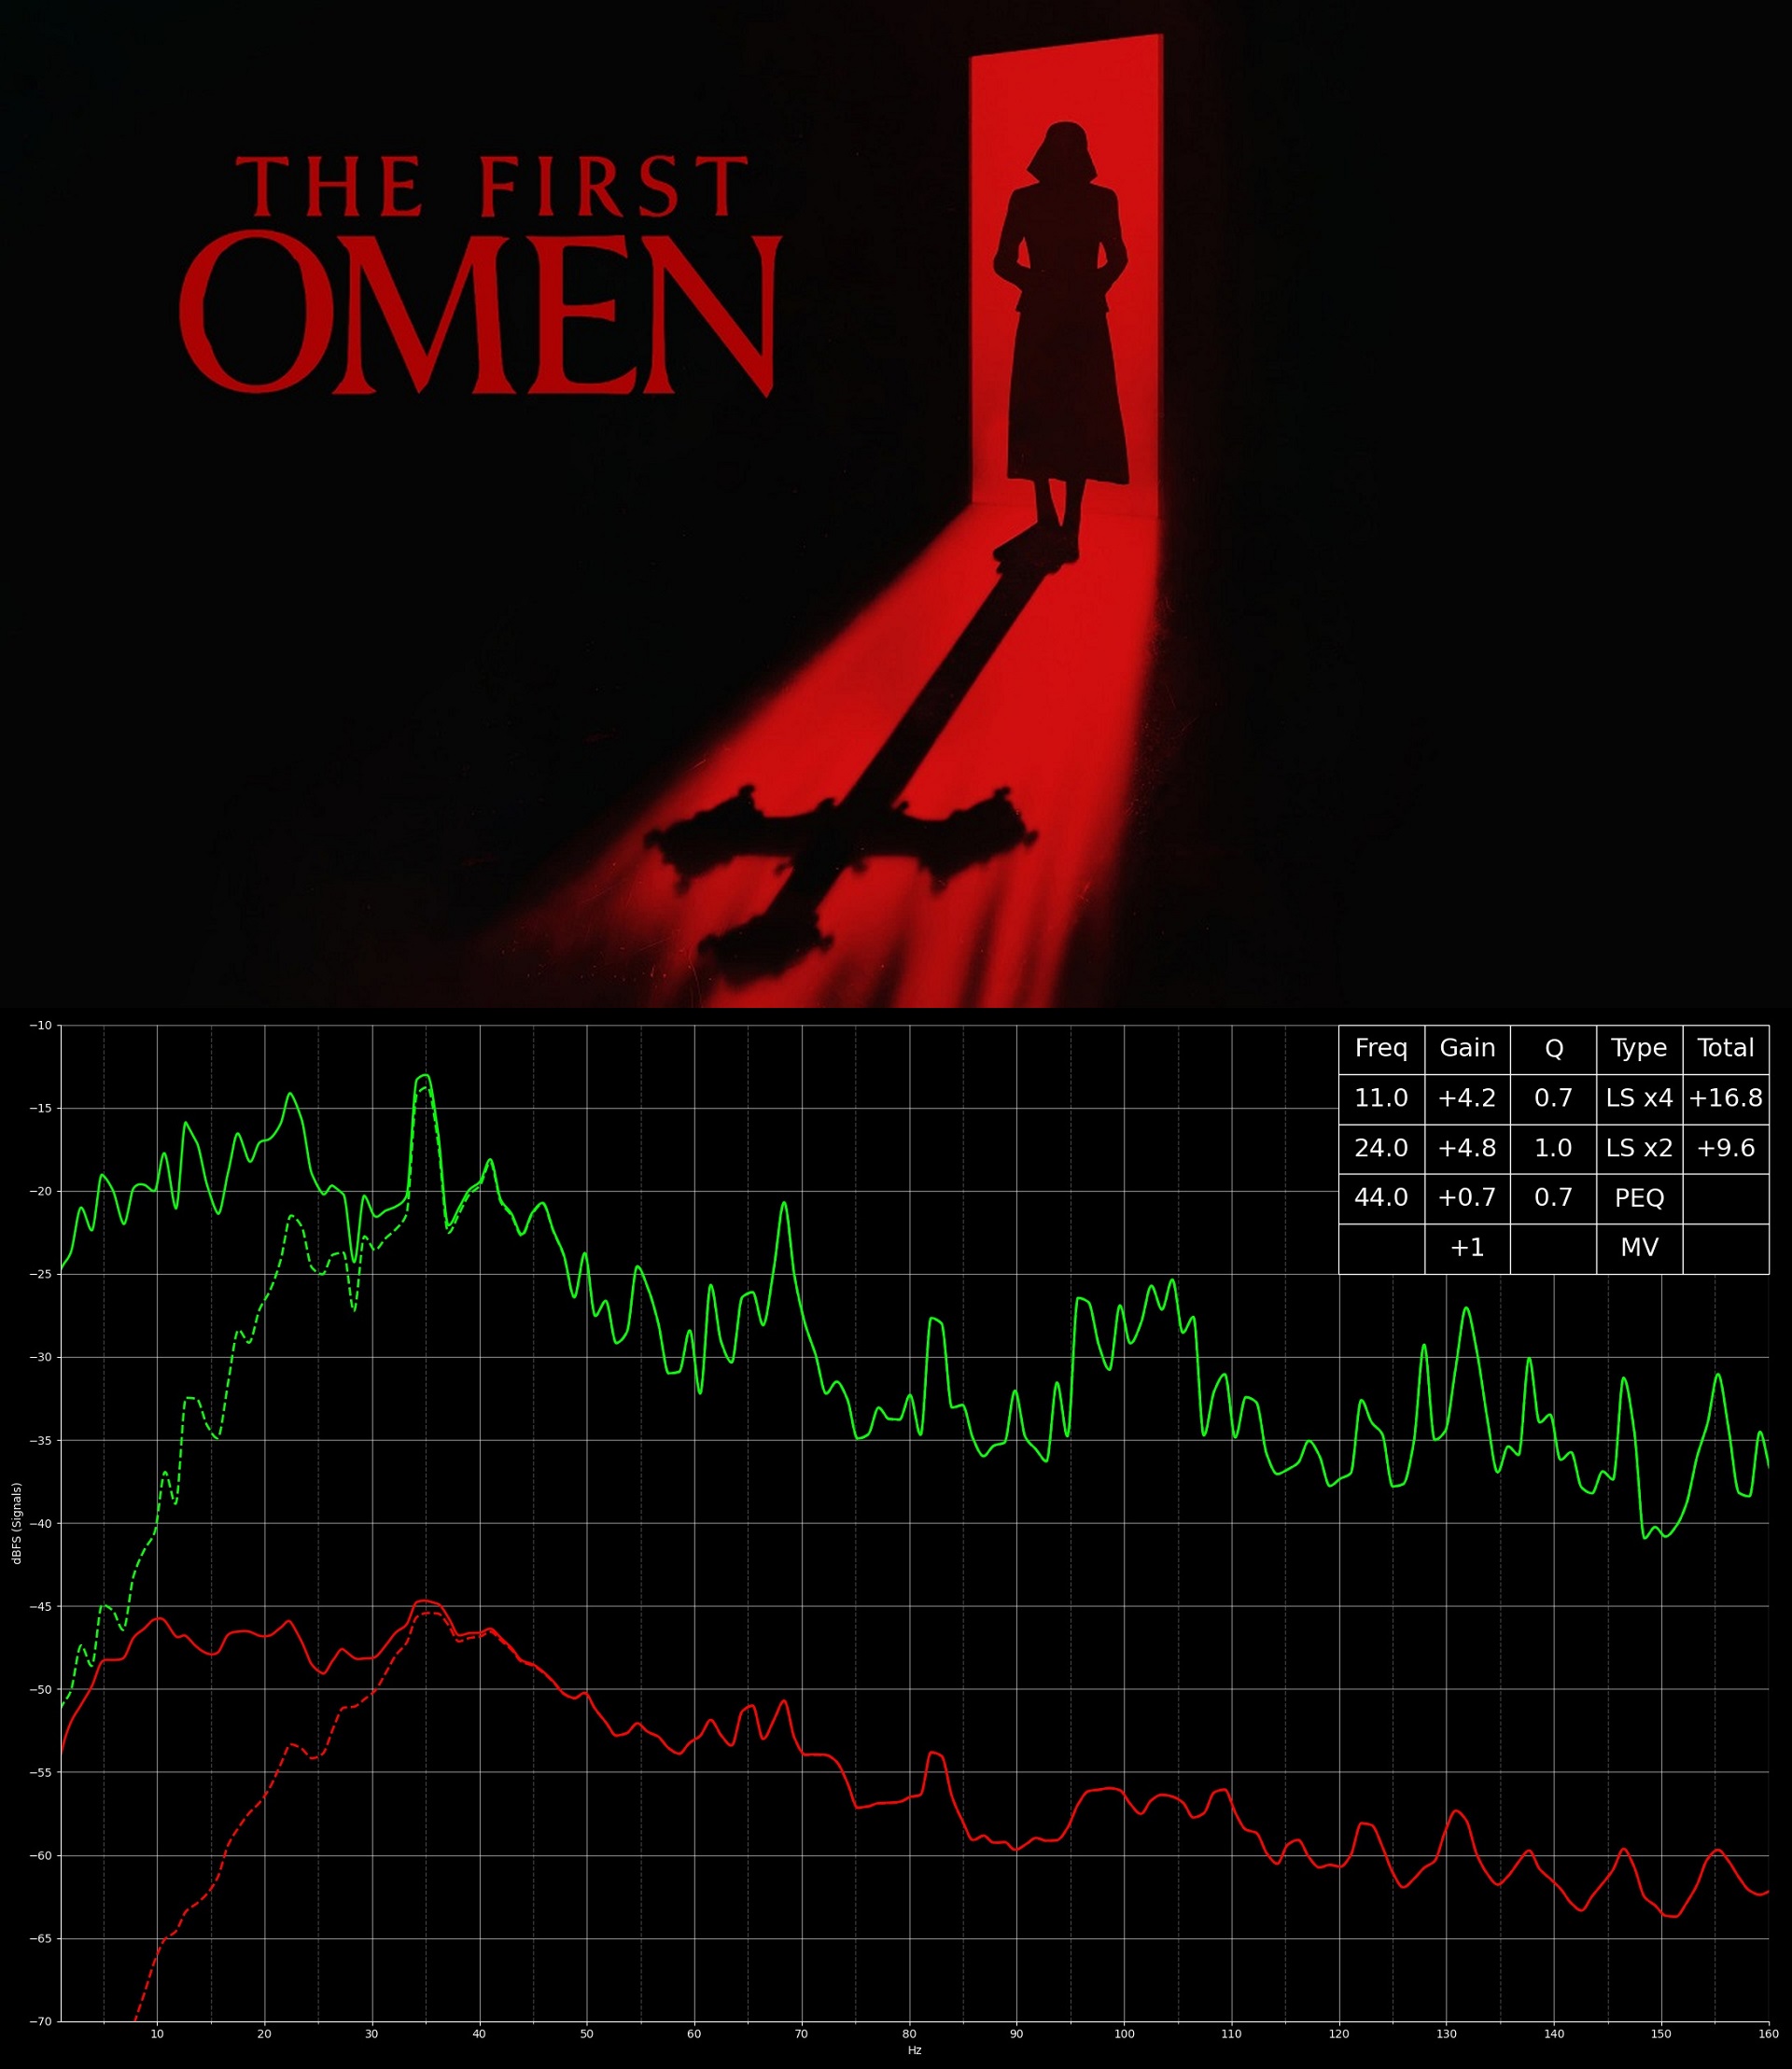 THE FIRST
OMEN
Freq Gain Q Type Total
11.0 +4.2 0.7 LS x4 +16.8
24.0 +4.8 1.0 LS x2 +9.6
44.0 +0.7 0.7 PEQ
+1 MV
−10
−15
−20
−25
−30
−35
−40
−45
−50
−55
−60
−65
−70
dBFS (Signals)
10 20 30 40 50 60 70 80 90 100 110 120 130 140 150 160
Hz